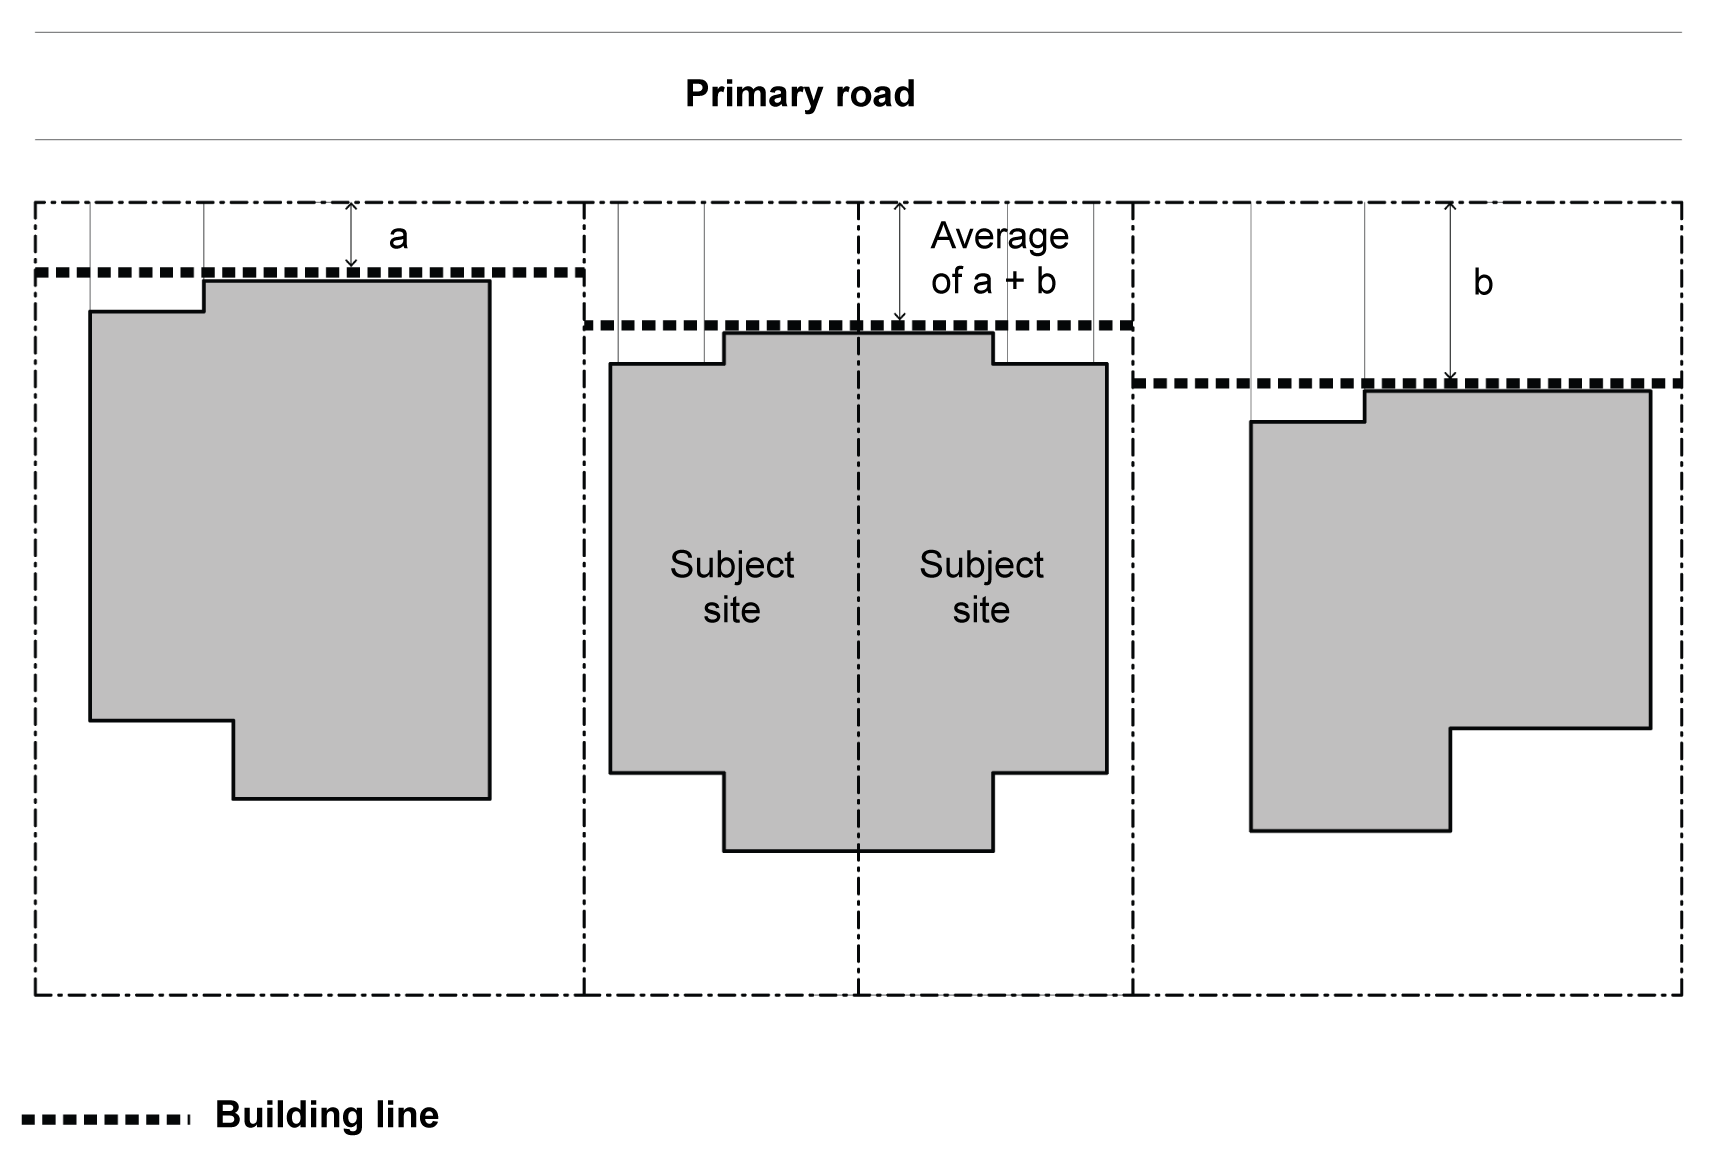 Primary road
a
Average
of a + b
b
Subject
site
Subject
site
Building line